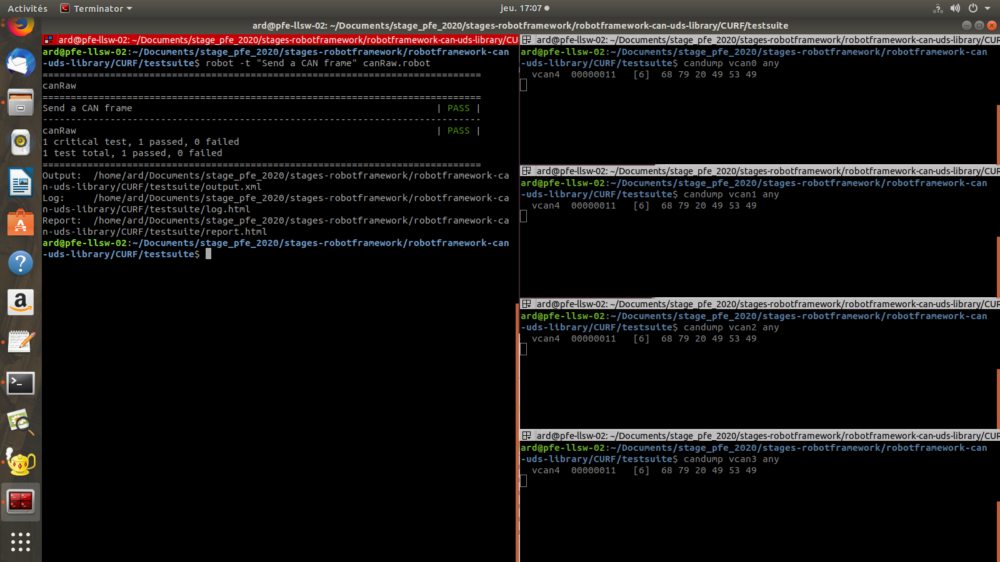 Activités
Terminator
jeu. 17:07
ard@pfe-llsw-02: ~/Documents/stage_pfe_2020/stages-robotframework/robotframework-can-uds-library/CURF/testsuite
ard@pfe-llsw-02: ~/Documents/stage_pfe_2020/stages-robotframework/robotframework-can-uds-library/CU
ard@pfe-llsw-02:~/Documents/stage_pfe_2020/stages-robotframework/robotframework-can
-uds-library/CURF/testsuite$ robot -t "Send a CAN frame" canRaw.robot
==============================================================================
canRaw
==============================================================================
Send a CAN frame | PASS |
------------------------------------------------------------------------------
canRaw | PASS |
1 critical test, 1 passed, 0 failed
1 test total, 1 passed, 0 failed
==============================================================================
Output:  /home/ard/Documents/stage_pfe_2020/stages-robotframework/robotframework-ca
n-uds-library/CURF/testsuite/output.xml
Log:     /home/ard/Documents/stage_pfe_2020/stages-robotframework/robotframework-ca
n-uds-library/CURF/testsuite/log.html
Report:  /home/ard/Documents/stage_pfe_2020/stages-robotframework/robotframework-ca
n-uds-library/CURF/testsuite/report.html
ard@pfe-llsw-02:~/Documents/stage_pfe_2020/stages-robotframework/robotframework-can
-uds-library/CURF/testsuite$
ard@pfe-llsw-02: ~/Documents/stage_pfe_2020/stages-robotframework/robotframework-can-uds-library/CUR
ard@pfe-llsw-02:~/Documents/stage_pfe_2020/stages-robotframework/robotframework-can
-uds-library/CURF/testsuite$ candump vcan0 any
vcan4  00000011   [6]  68 79 20 49 53 49
ard@pfe-llsw-02: ~/Documents/stage_pfe_2020/stages-robotframework/robotframework-can-uds-library/CUR
ard@pfe-llsw-02:~/Documents/stage_pfe_2020/stages-robotframework/robotframework-can
-uds-library/CURF/testsuite$ candump vcan1 any
vcan4  00000011   [6]  68 79 20 49 53 49
ard@pfe-llsw-02: ~/Documents/stage_pfe_2020/stages-robotframework/robotframework-can-uds-library/CUR
ard@pfe-llsw-02:~/Documents/stage_pfe_2020/stages-robotframework/robotframework-can
-uds-library/CURF/testsuite$ candump vcan2 any
vcan4  00000011   [6]  68 79 20 49 53 49
ard@pfe-llsw-02: ~/Documents/stage_pfe_2020/stages-robotframework/robotframework-can-uds-library/CUR
ard@pfe-llsw-02:~/Documents/stage_pfe_2020/stages-robotframework/robotframework-can
-uds-library/CURF/testsuite$ candump vcan3 any
vcan4  00000011   [6]  68 79 20 49 53 49